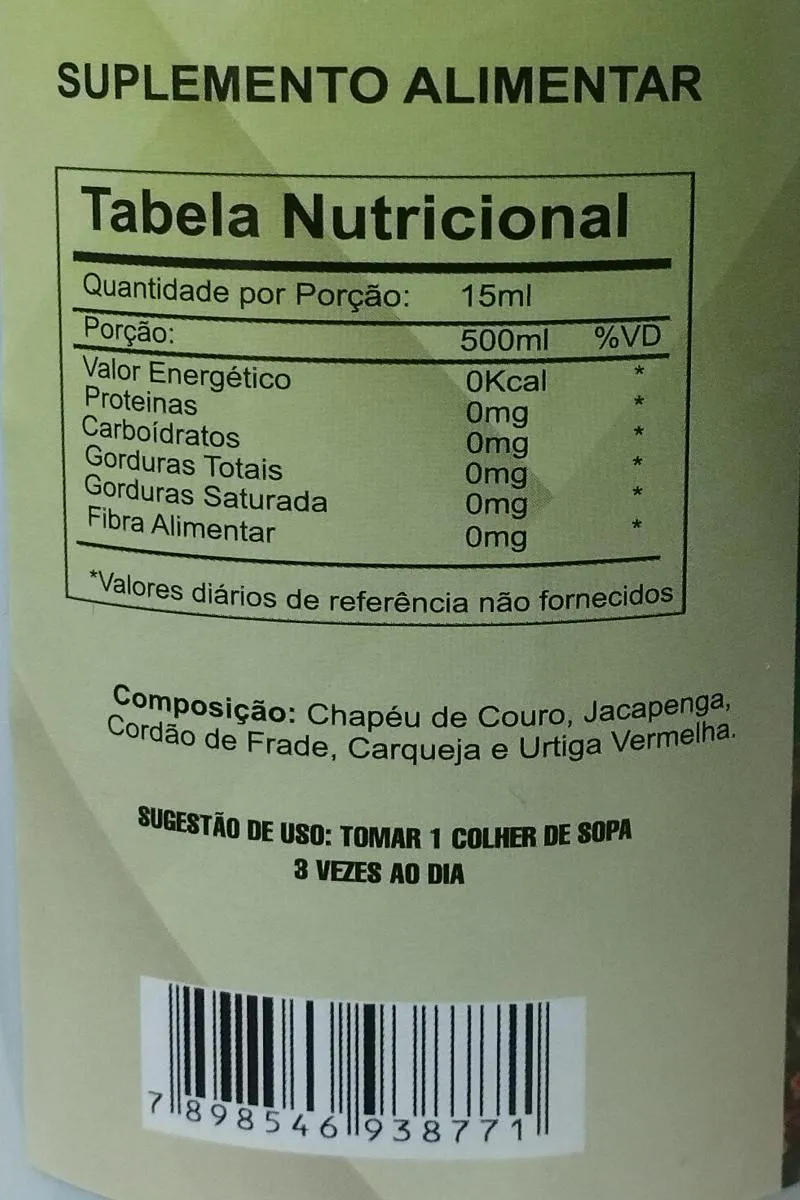 SUPLEMENTO ALIMENTAR
Tabela Nutricional
Quantidade por Porção: 15ml
Porção: 500ml %VD
Valor Energético 0Kcal *
Proteinas 0mg *
Carboídratos 0mg *
Gorduras Totais 0mg *
Gorduras Saturada 0mg *
Fibra Alimentar 0mg *
*Valores diários de referência não fornecidos
Composição: Chapéu de Couro, Jacapenga,
Cordão de Frade, Carqueja e Urtiga Vermelha.
SUGESTÃO DE USO: TOMAR 1 COLHER DE SOPA
3 VEZES AO DIA
7 898546 938771